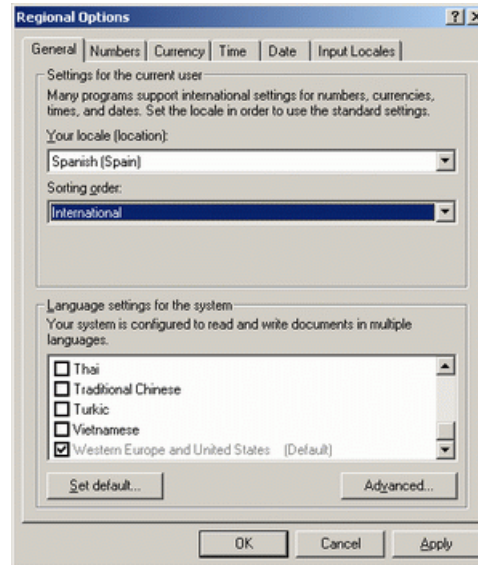 Regional Options
General Numbers Currency Time Date Input Locales
Settings for the current user
Many programs support international settings for numbers, currencies,
times, and dates. Set the locale in order to use the standard settings.
Your locale (location):
Spanish (Spain)
Sorting order:
International
Language settings for the system
Your system is configured to read and write documents in multiple
languages.
Thai
Traditional Chinese
Turkic
Vietnamese
Western Europe and United States (Default)
Set default... Advanced...
OK Cancel Apply